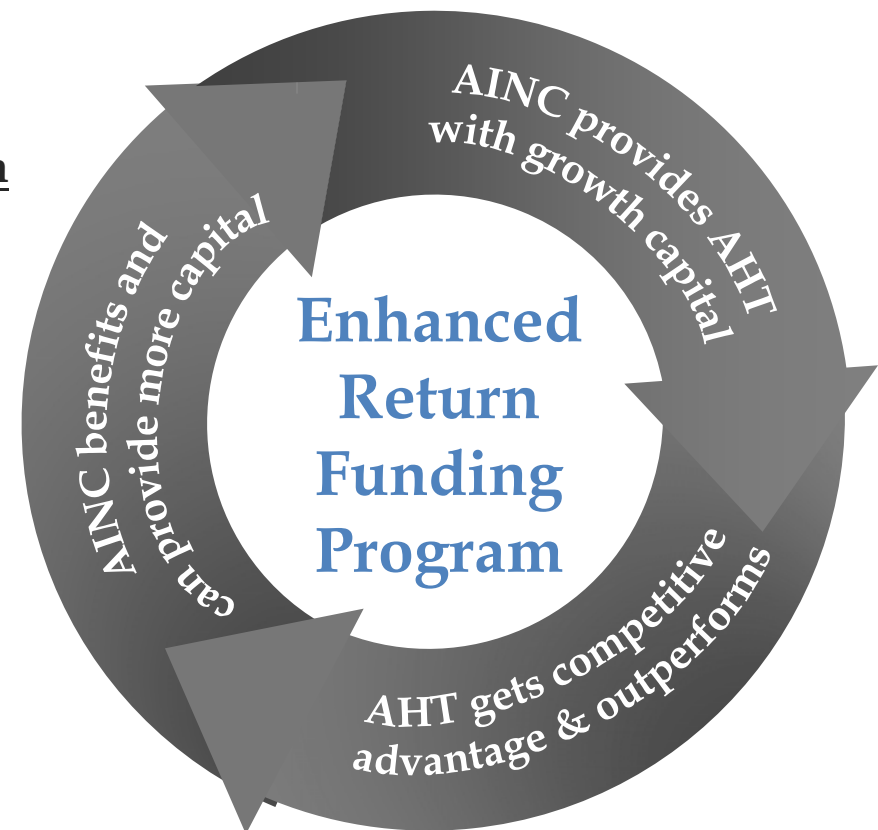 Enhanced
Return
Funding
Program
AINC provides AHT
with growth capital
AHT gets competitive
advantage & outperforms
AINC benefits and
can provide more capital